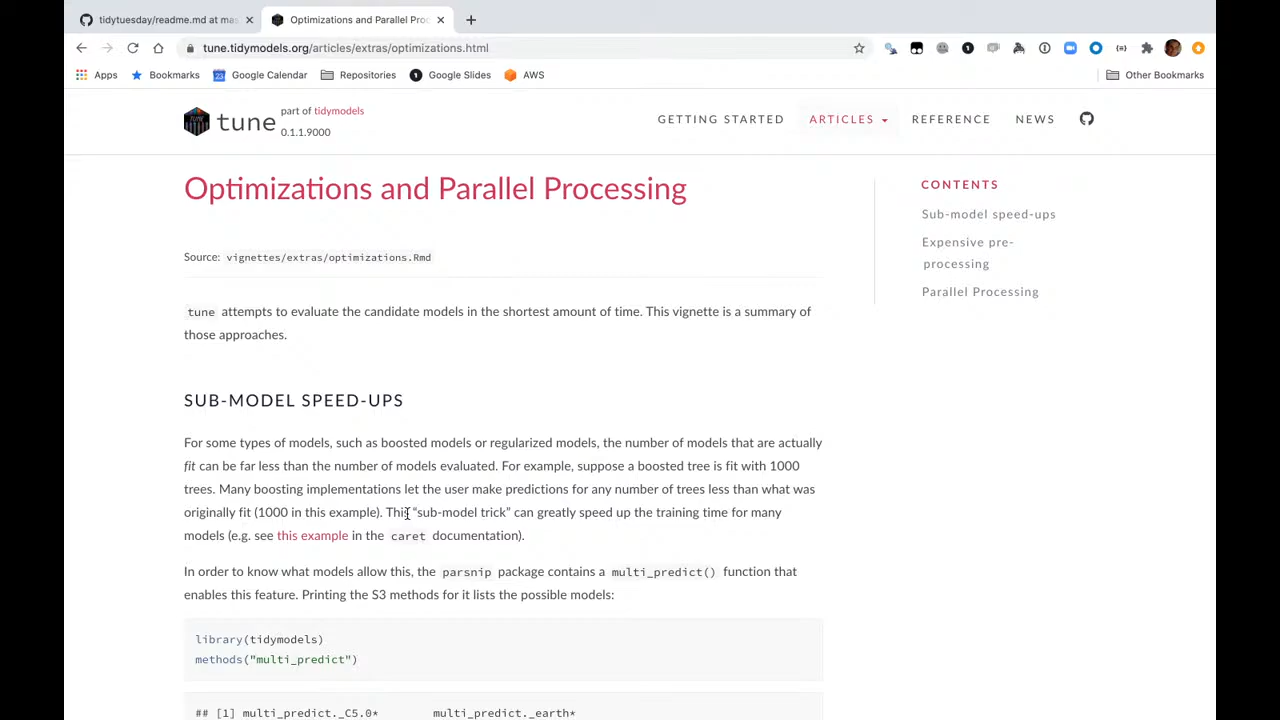 tidytuesday/readme.md at mas
Optimizations and Parallel Proc
tune.tidymodels.org/articles/extras/optimizations.html
Apps Bookmarks Google Calendar Repositories Google Slides AWS Other Bookmarks
tune part of tidymodels
0.1.1.9000
GETTING STARTED ARTICLES REFERENCE NEWS
Optimizations and Parallel Processing
Source: vignettes/extras/optimizations.Rmd
tune attempts to evaluate the candidate models in the shortest amount of time. This vignette is a summary of
those approaches.
SUB-MODEL SPEED-UPS
For some types of models, such as boosted models or regularized models, the number of models that are actually
fit can be far less than the number of models evaluated. For example, suppose a boosted tree is fit with 1000
trees. Many boosting implementations let the user make predictions for any number of trees less than what was
originally fit (1000 in this example). This “sub-model trick” can greatly speed up the training time for many
models (e.g. see this example in the caret documentation).
In order to know what models allow this, the parsnip package contains a multi_predict() function that
enables this feature. Printing the S3 methods for it lists the possible models:
library(tidymodels)
methods("multi_predict")
## [1] multi_predict._C5.0* multi_predict._earth*
CONTENTS
Sub-model speed-ups
Expensive pre-
processing
Parallel Processing